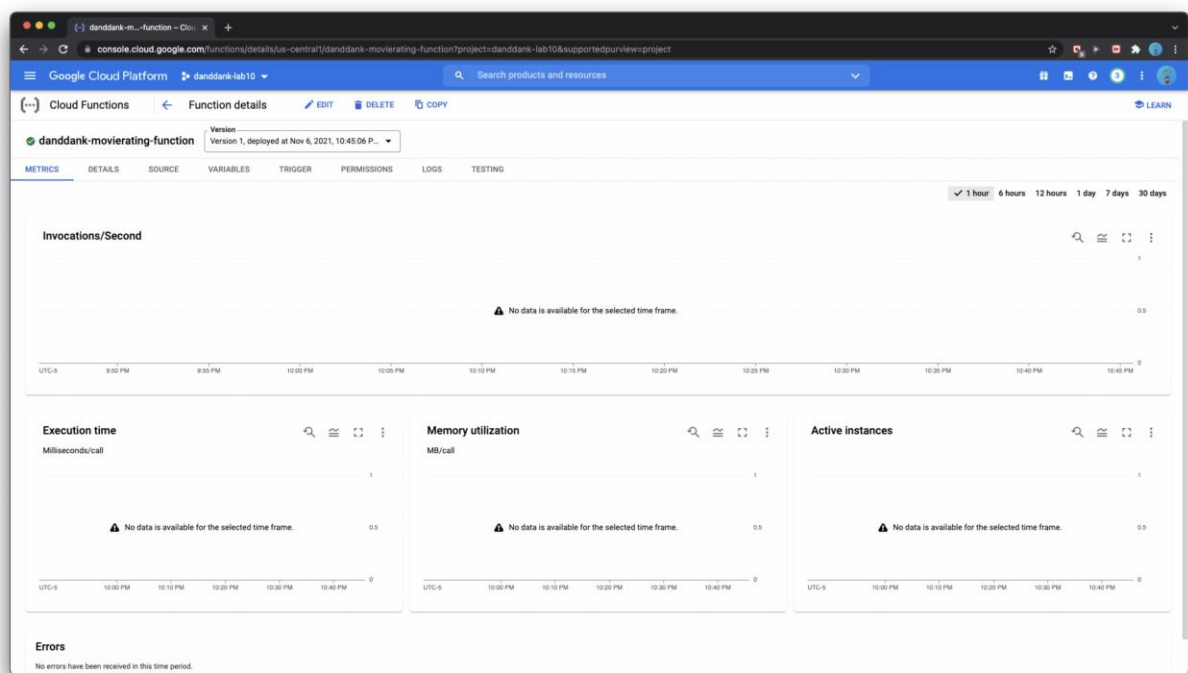 danddank-m...-function – Clou
console.cloud.google.com/functions/details/us-central1/danddank-movierating-function?project=danddank-lab10&supportedpurview=project
Google Cloud Platform danddank-lab10 Search products and resources 3
Cloud Functions Function details EDIT DELETE COPY LEARN
Version
danddank-movierating-function Version 1, deployed at Nov 6, 2021, 10:45:06 P...
METRICS DETAILS SOURCE VARIABLES TRIGGER PERMISSIONS LOGS TESTING
1 hour 6 hours 12 hours 1 day 7 days 30 days
Invocations/Second
1
No data is available for the selected time frame.
0.5
0
UTC-5 9:50 PM 9:55 PM 10:00 PM 10:05 PM 10:10 PM 10:15 PM 10:20 PM 10:25 PM 10:30 PM 10:35 PM 10:40 PM 10:45 PM
Execution time
Milliseconds/call
1
No data is available for the selected time frame.
0.5
0
UTC-5 10:00 PM 10:10 PM 10:20 PM 10:30 PM 10:40 PM
Memory utilization
MB/call
1
No data is available for the selected time frame.
0.5
0
UTC-5 10:00 PM 10:10 PM 10:20 PM 10:30 PM 10:40 PM
Active instances
1
No data is available for the selected time frame.
0.5
0
UTC-5 10:00 PM 10:10 PM 10:20 PM 10:30 PM 10:40 PM
Errors
No errors have been received in this time period.